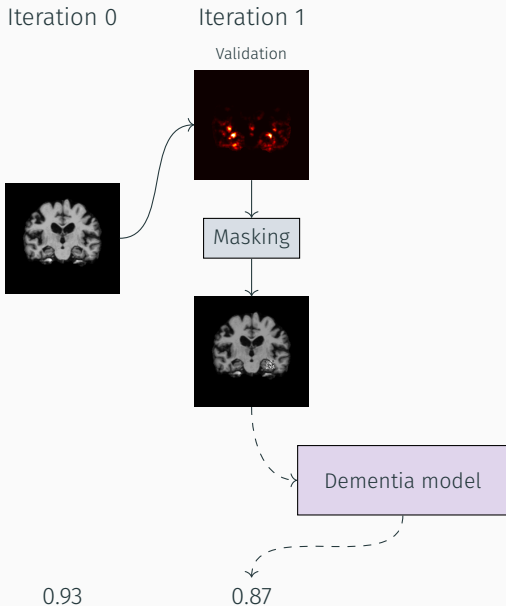 Iteration 0
Iteration 1
Validation
Masking
Dementia model
0.93
0.87